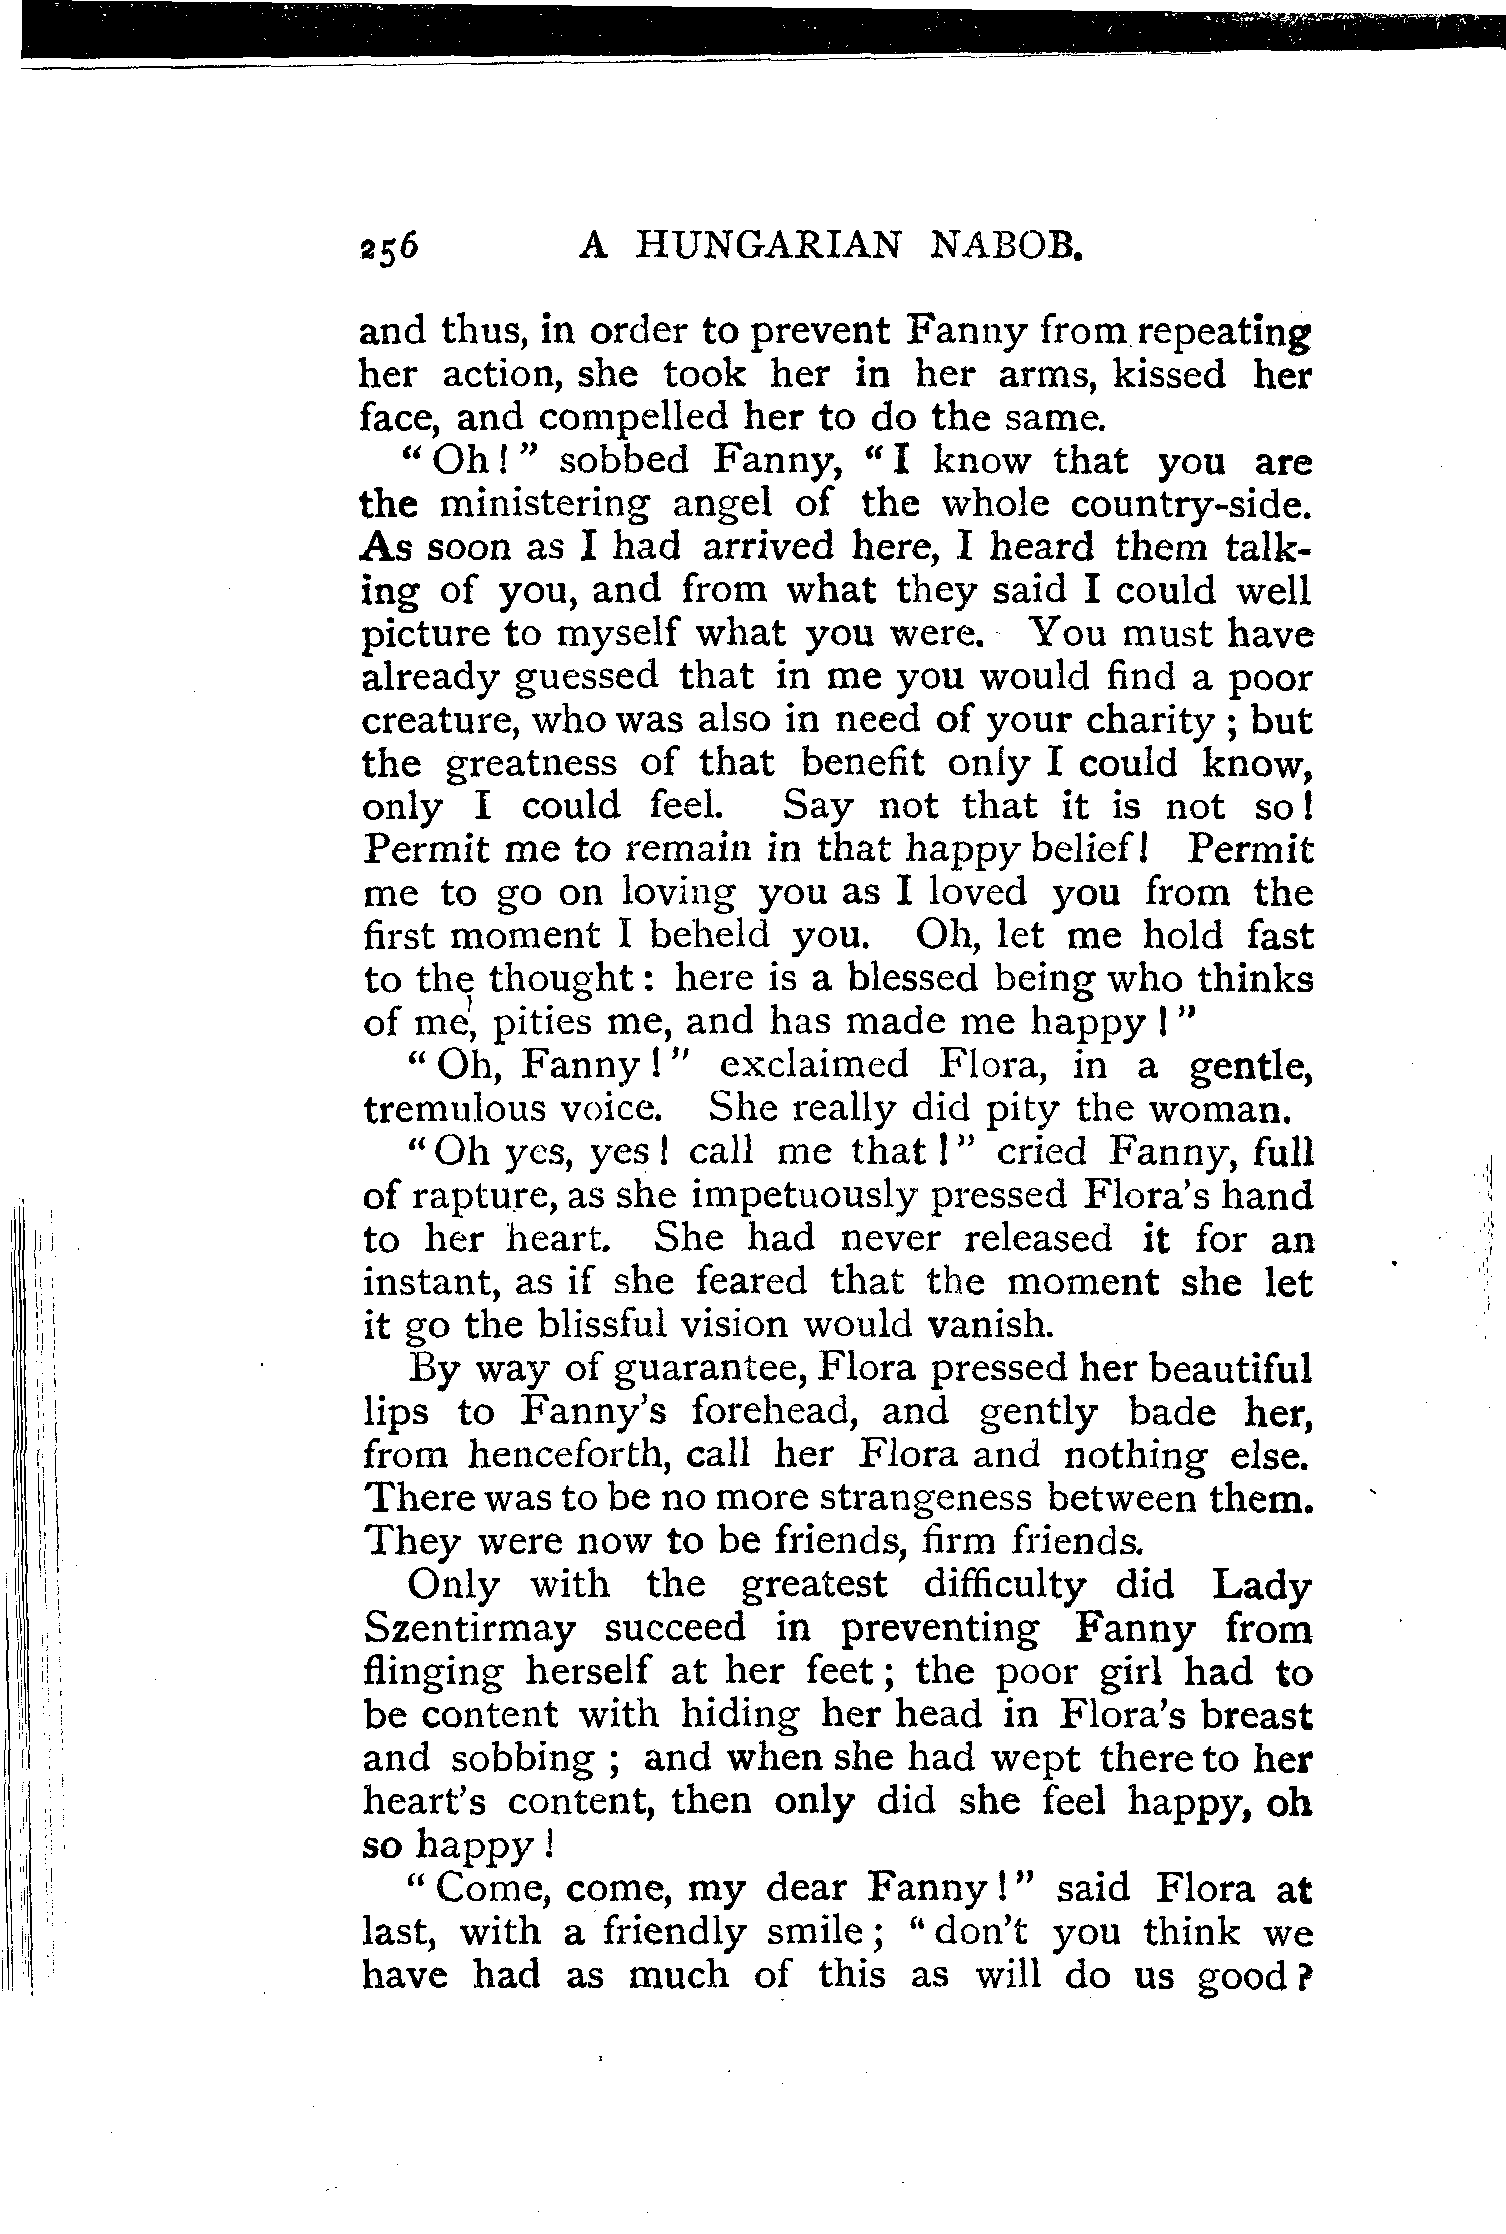 256 A HUNGARIAN NABOB.
and thus, in order to prevent Fanny from repeating
her action, she took her in her arms, kissed her
face, and compelled her to do the same.
“Oh!” sobbed Fanny, “I know that you are
the ministering angel of the whole country-side.
As soon as I had arrived here, I heard them talk-
ing of you, and from what they said I could well
picture to myself what you were. You must have
already guessed that in me you would find a poor
creature, who was also in need of your charity; but
the greatness of that benefit only I could know,
only I could feel. Say not that it is not so!
Permit me to remain in that happy belief! Permit
me to go on loving you as I loved you from the
first moment I beheld you. Oh, let me hold fast
to the thought: here is a blessed being who thinks
of me, pities me, and has made me happy!”
“Oh, Fanny!” exclaimed Flora, in a gentle,
tremulous voice. She really did pity the woman.
“Oh yes, yes! call me that!” cried Fanny, full
of rapture, as she impetuously pressed Flora’s hand
to her heart. She had never released it for an
instant, as if she feared that the moment she let
it go the blissful vision would vanish.
By way of guarantee, Flora pressed her beautiful
lips to Fanny’s forehead, and gently bade her,
from henceforth, call her Flora and nothing else.
There was to be no more strangeness between them.
They were now to be friends, firm friends.
Only with the greatest difficulty did Lady
Szentirmay succeed in preventing Fanny from
flinging herself at her feet; the poor girl had to
be content with hiding her head in Flora’s breast
and sobbing; and when she had wept there to her
heart’s content, then only did she feel happy, oh
so happy!
“Come, come, my dear Fanny!” said Flora at
last, with a friendly smile; “don’t you think we
have had as much of this as will do us good?